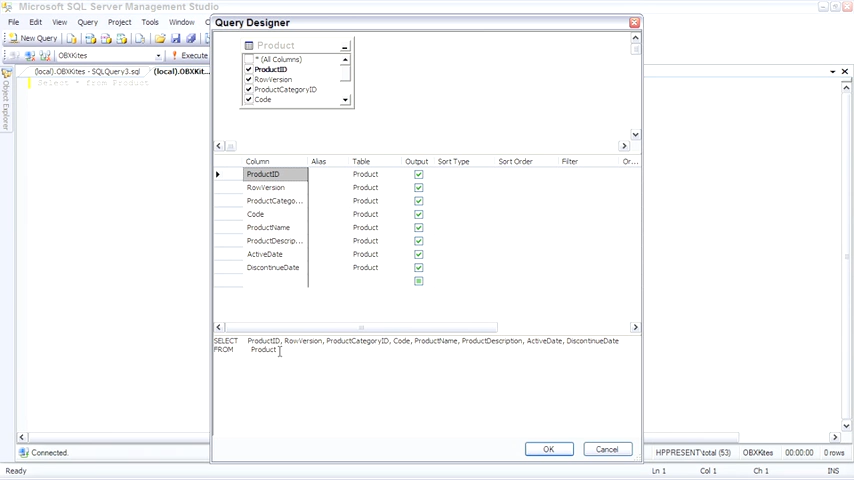 Microsoft SQL Server Management Studio
File Edit View Query Project Tools Window
New Query
OBXKites
Execute
(local).OBXKites - SQLQuery3.sql
(local).OBXKit...
Object Explorer
Select * from Product
Query Designer
Product
* (All Columns)
ProductID
RowVersion
ProductCategoryID
Code
Column Alias Table Output Sort Type Sort Order Filter Or...
ProductID Product
RowVersion Product
ProductCatego... Product
Code Product
ProductName Product
ProductDescrip... Product
ActiveDate Product
DiscontinueDate Product
SELECT ProductID, RowVersion, ProductCategoryID, Code, ProductName, ProductDescription, ActiveDate, DiscontinueDate
FROM Product
OK Cancel
Connected. HPPRESENT\total (53) OBXKites 00:00:00 0 rows
Ready Ln 1 Col 1 Ch 1 INS